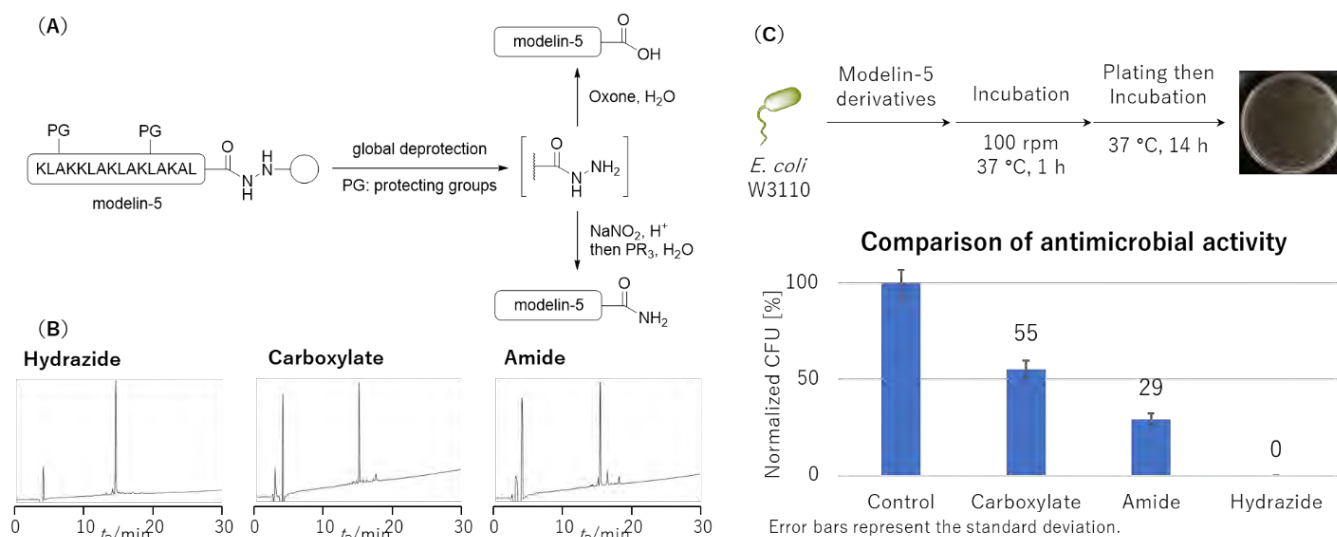 (A)
PG
PG
KLAKKLAKLAKLAKAL
modelin-5
O
N
H
H
N
global deprotection
PG: protecting groups
O
N
H
NH2
modelin-5
O
OH
Oxone, H2O
NaNO2, H+
then PR3, H2O
modelin-5
O
NH2
(B)
Hydrazide
Carboxylate
Amide
0 10 20 30
0 10 20 30
0 10 20 30
(C)
E. coli
W3110
Modelin-5
derivatives
Incubation
100 rpm
37 °C, 1 h
Plating then
Incubation
37 °C, 14 h
Comparison of antimicrobial activity
Normalized CFU [%]
100
50
0
55
29
0
Control Carboxylate Amide Hydrazide
Error bars represent the standard deviation.